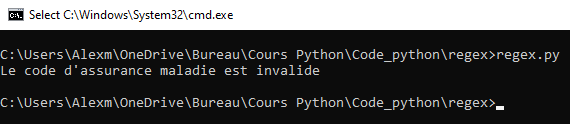 Select C:\Windows\System32\cmd.exe
C:\Users\Alexm\OneDrive\Bureau\Cours Python\Code_python\regex>regex.py
Le code d'assurance maladie est invalide
C:\Users\Alexm\OneDrive\Bureau\Cours Python\Code_python\regex>